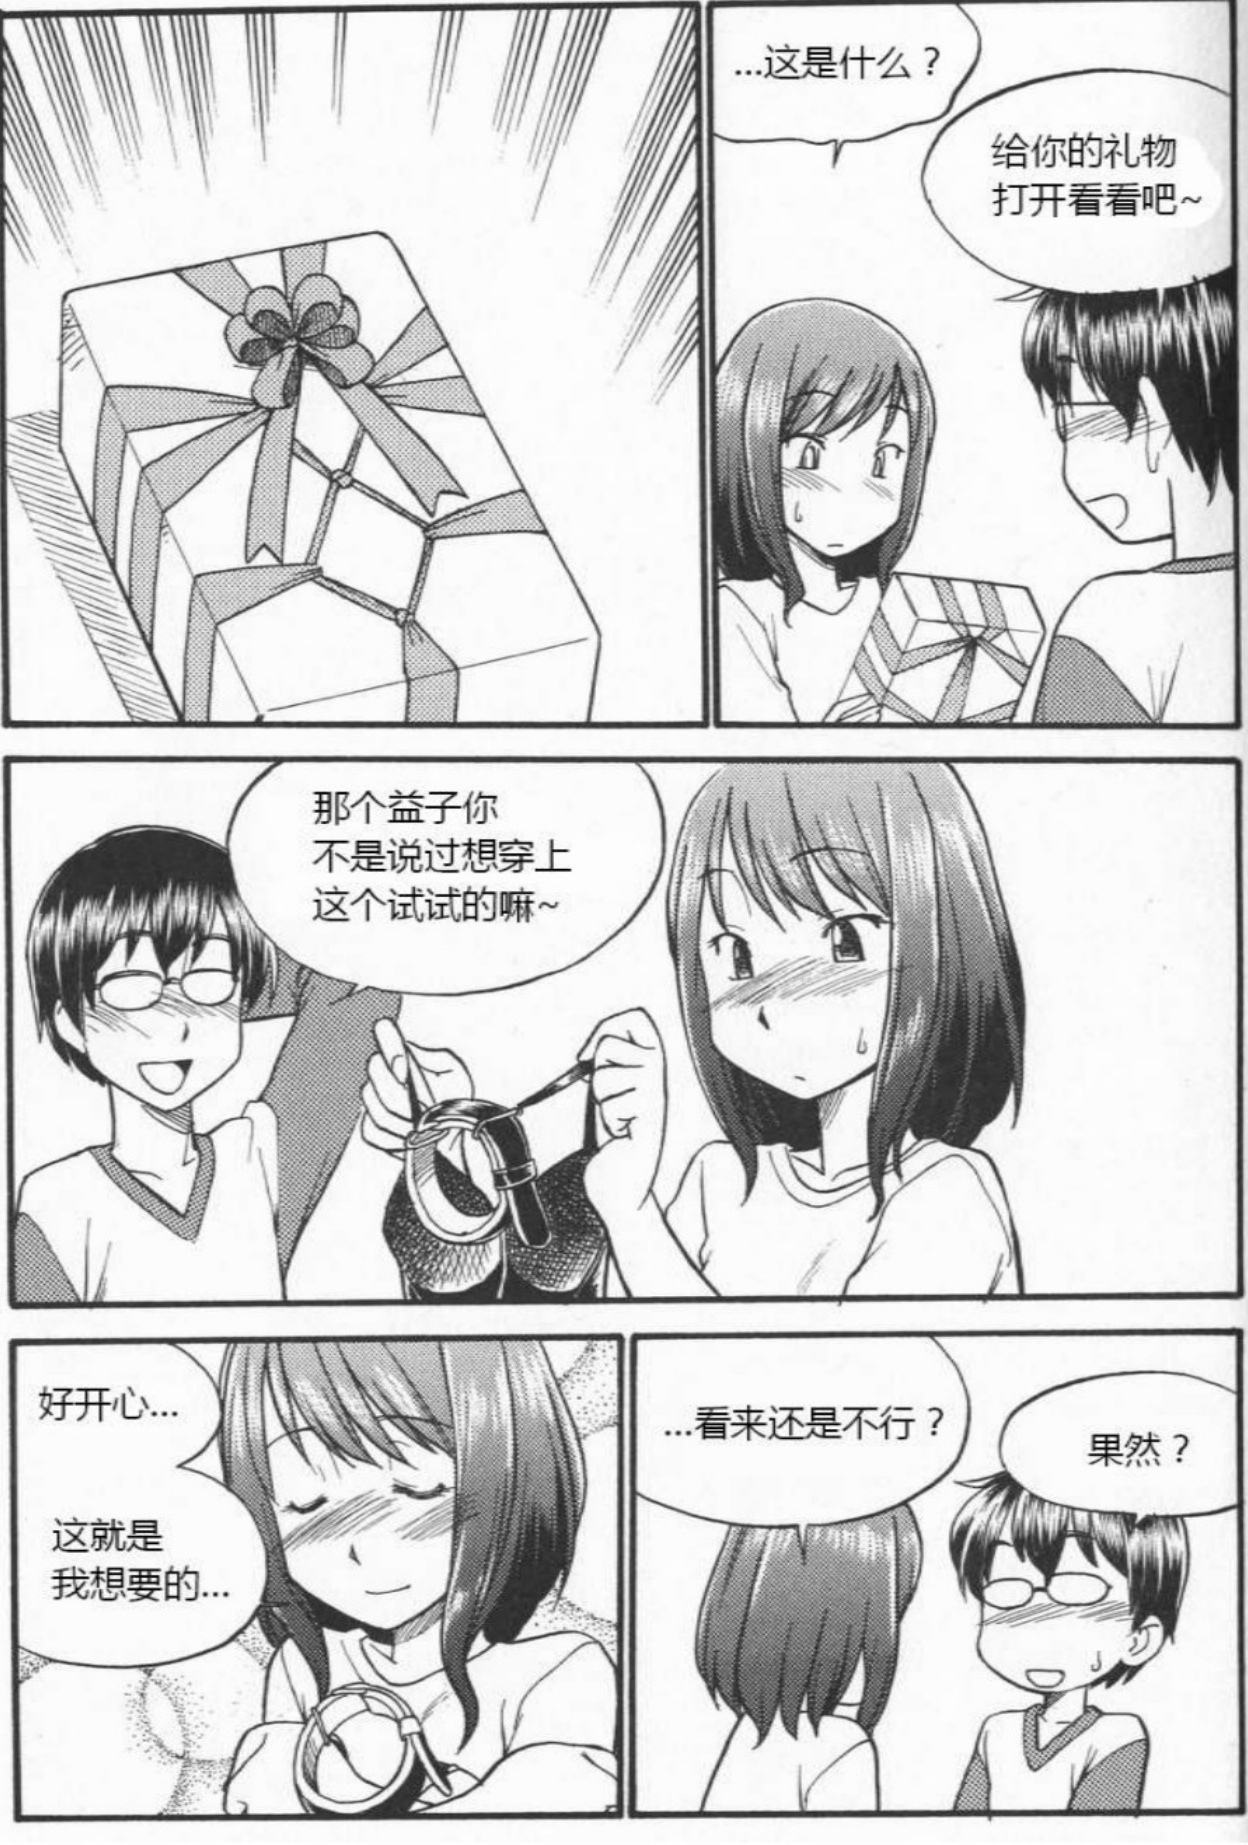 ...这是什么？
给你的礼物
打开看看吧~
那个益子你
不是说过想穿上
这个试试的嘛~
好开心...
这就是
我想要的...
...看来还是不行？
果然？